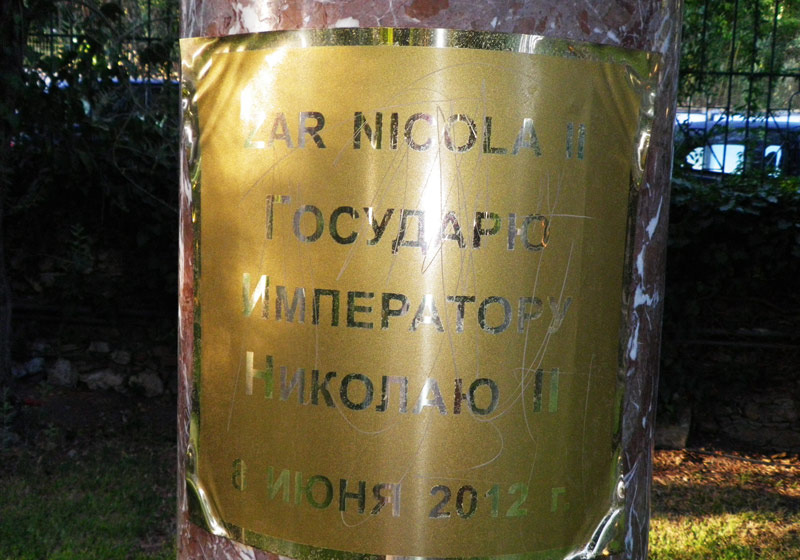 ZAR NICOLA II
ГОСУДАРЮ
ИМПЕРАТОРУ
НИКОЛАЮ II
8 ИЮНЯ 2012 г.